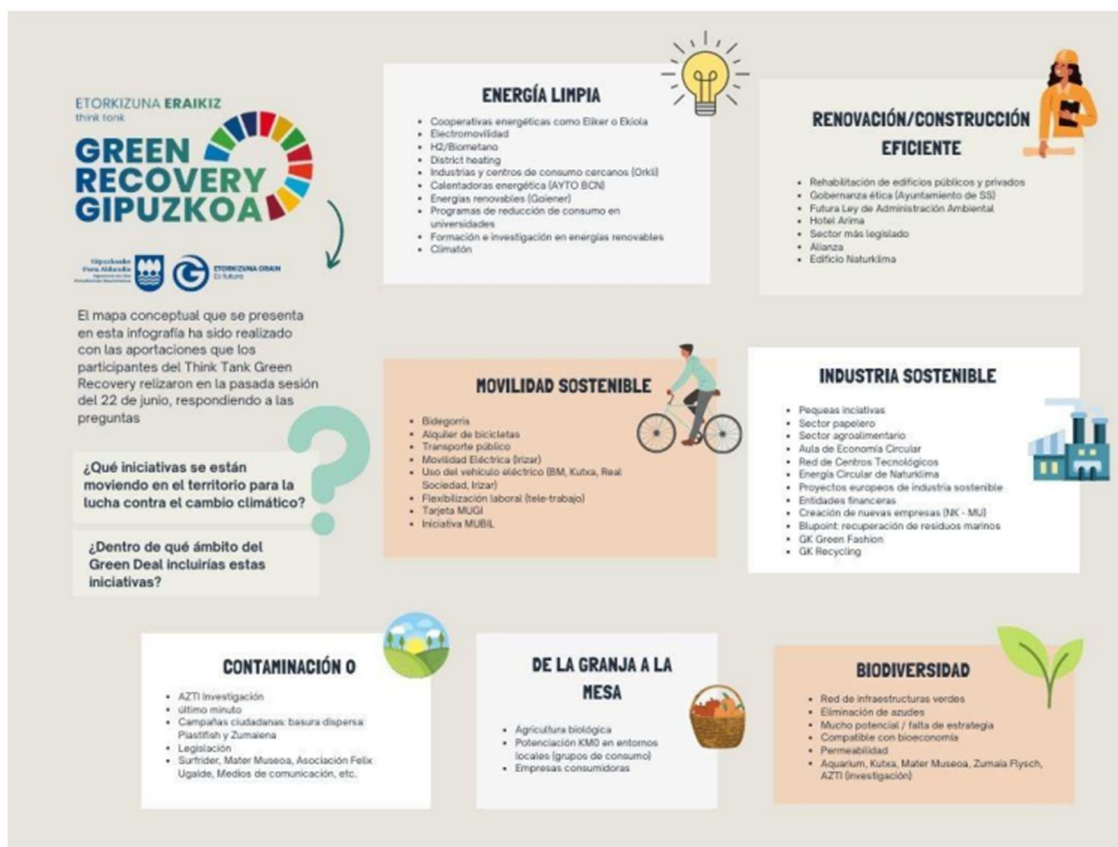 ETORKIZUNA ERAIKIZ
think tank
GREEN
RECOVERY
GIPUZKOA
Gipuzkoako
Foru Aldundia
ETORKIZUNA ORAIN
Es futuro
El mapa conceptual que se presenta
en esta infografía ha sido realizado
con las aportaciones que los
participantes del Think Tank Green
Recovery relizaron en la pasada sesión
del 22 de junio, respondiendo a las
preguntas
¿Qué iniciativas se están
moviendo en el territorio para la
lucha contra el cambio climático?
¿Dentro de qué ámbito del
Green Deal incluirías estas
iniciativas?
ENERGÍA LIMPIA
• Cooperativas energéticas como Eliker o Ekiola
• Electromovilidad
• H2/Biometano
• District heating
• Industrias y centros de consumo cercanos (Orkli)
• Calentadoras energética (AYTO BCN)
• Energías renovables (Goiener)
• Programas de reducción de consumo en
universidades
• Formación e investigación en energías renovables
• Climatón
RENOVACIÓN/CONSTRUCCIÓN
EFICIENTE
• Rehabilitación de edificios públicos y privados
• Gobernanza ética (Ayuntamiento de SS)
• Futura Ley de Administración Ambiental
• Hotel Arima
• Sector más legislado
• Alianza
• Edificio Naturklima
MOVILIDAD SOSTENIBLE
• Bidegorris
• Alquiler de bicicletas
• Transporte público
• Movilidad Eléctrica (Irizar)
• Uso del vehículo eléctrico (BM, Kutxa, Real
Sociedad, Irizar)
• Flexibilización laboral (tele-trabajo)
• Tarjeta MUGI
• Iniciativa MUBIL
INDUSTRIA SOSTENIBLE
• Pequeas inciativas
• Sector papelero
• Sector agroalimentario
• Aula de Economía Circular
• Red de Centros Tecnológicos
• Energía Circular de Naturklima
• Proyectos europeos de industria sostenible
• Entidades financeras
• Creación de nuevas empresas (NK - MU)
• Blupoint: recuperación de residuos marinos
• GK Green Fashion
• GK Recycling
CONTAMINACIÓN 0
• AZTI Investigación
• último minuto
• Campañas ciudadanas: basura dispersa:
Plastifish y Zumaiena
• Legislación
• Surfrider, Mater Museoa, Asociación Felix
Ugalde, Medios de comunicación, etc.
DE LA GRANJA A LA
MESA
• Agricultura biológica
• Potenciación KM0 en entornos
locales (grupos de consumo)
• Empresas consumidoras
BIODIVERSIDAD
• Red de infraestructuras verdes
• Eliminación de azudes
• Mucho potencial / falta de estrategia
• Compatible con bioeconomía
• Permeabilidad
• Aquarium, Kutxa, Mater Museoa, Zumaia Flysch,
AZTI (investigación)